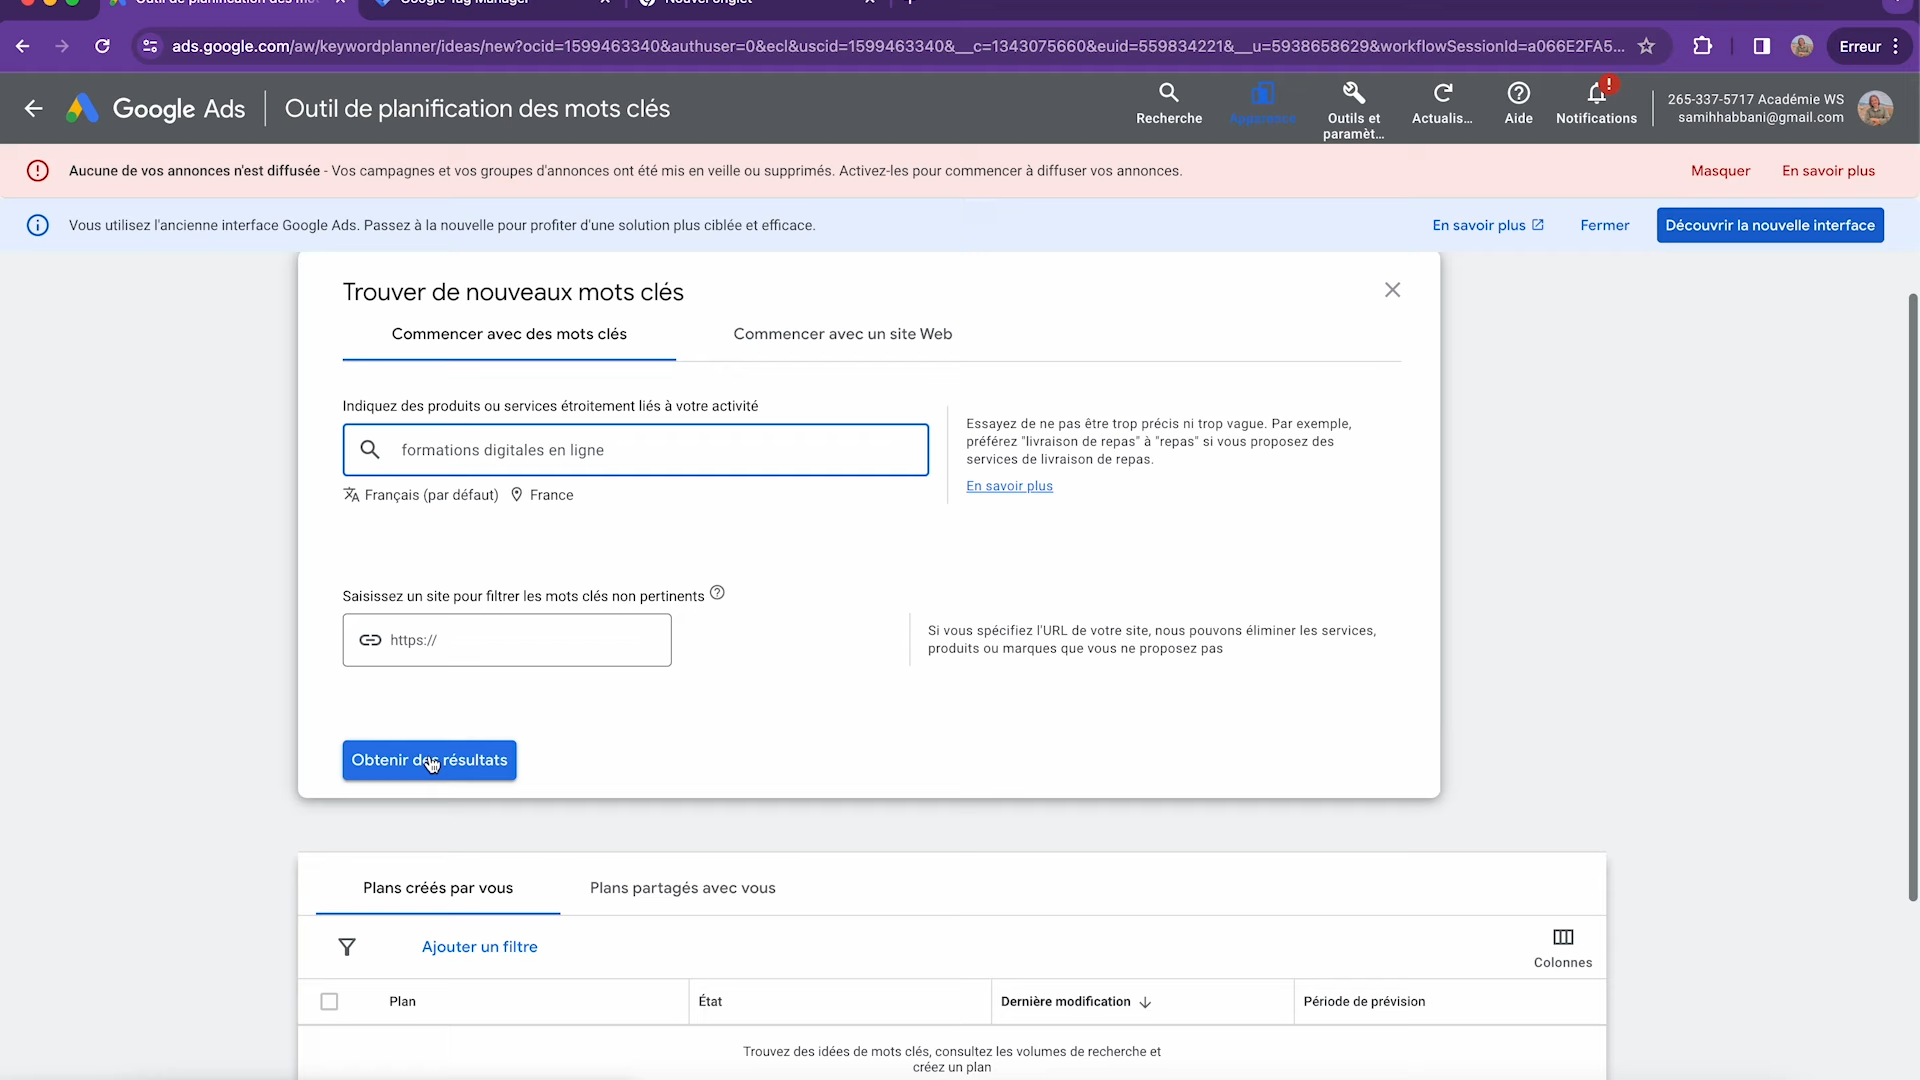 Google Tag Manager
Nouvel onglet
ads.google.com/aw/keywordplanner/ideas/new?ocid=1599463340&authuser=0&ecl&uscid=1599463340&__c=1343075660&euid=559834221&__u=5938658629&workflowSessionId=a066E2FA5...
Erreur
Google Ads
Outil de planification des mots clés
Recherche
Apparence
Outils et
paramèt...
Actualis...
Aide
Notifications
265-337-5717 Académie WS
samihhabbani@gmail.com
Aucune de vos annonces n'est diffusée - Vos campagnes et vos groupes d'annonces ont été mis en veille ou supprimés. Activez-les pour commencer à diffuser vos annonces.
Masquer
En savoir plus
Vous utilisez l'ancienne interface Google Ads. Passez à la nouvelle pour profiter d'une solution plus ciblée et efficace.
En savoir plus
Fermer
Découvrir la nouvelle interface
Trouver de nouveaux mots clés
Commencer avec des mots clés
Commencer avec un site Web
Indiquez des produits ou services étroitement liés à votre activité
formations digitales en ligne
Français (par défaut)
France
Essayez de ne pas être trop précis ni trop vague. Par exemple,
préférez "livraison de repas" à "repas" si vous proposez des
services de livraison de repas.
En savoir plus
Saisissez un site pour filtrer les mots clés non pertinents
https://
Si vous spécifiez l'URL de votre site, nous pouvons éliminer les services,
produits ou marques que vous ne proposez pas
Obtenir des résultats
Plans créés par vous
Plans partagés avec vous
Ajouter un filtre
Colonnes
Plan
État
Dernière modification
Période de prévision
Trouvez des idées de mots clés, consultez les volumes de recherche et
créez un plan